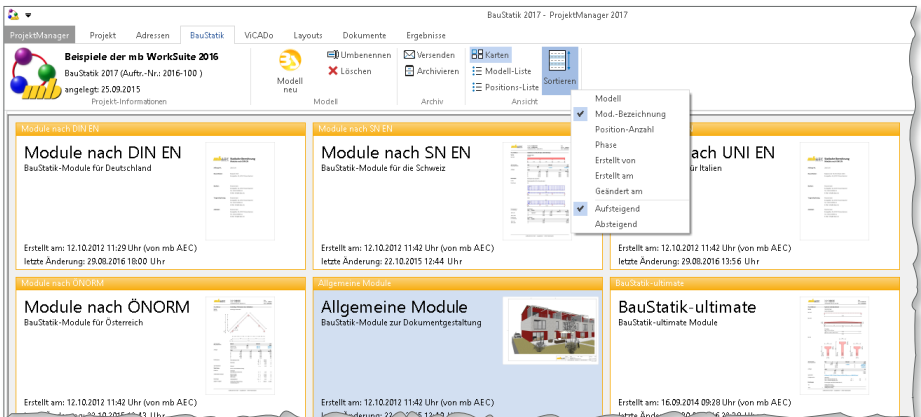 BauStatik 2017 - ProjektManager 2017
ProjektManager Projekt Adressen BauStatik ViCADo Layouts Dokumente Ergebnisse
Beispiele der mb WorkSuite 2016
BauStatik 2017 (Auftr.-Nr.: 2016-100 )
angelegt: 25.09.2015
Projekt-Informationen
mb
Modell
neu
Umbenennen
Löschen
Modell
Versenden
Archivieren
Archiv
Karten
Modell-Liste
Positions-Liste
Ansicht
Sortieren
Modell
Mod.-Bezeichnung
Position-Anzahl
Phase
Erstellt von
Erstellt am
Geändert am
Aufsteigend
Absteigend
Module nach DIN EN
Module nach DIN EN
BauStatik-Module für Deutschland
Erstellt am: 12.10.2012 11:29 Uhr (von mb AEC)
letzte Änderung: 29.08.2016 18:00 Uhr
Module nach SN EN
Module nach SN EN
BauStatik-Module für die Schweiz
Erstellt am: 12.10.2012 11:42 Uhr (von mb AEC)
letzte Änderung: 22.10.2015 12:44 Uhr
ach UNI EN
ür Italien
Erstellt am: 12.10.2012 11:42 Uhr (von mb AEC)
letzte Änderung: 29.08.2016 13:56 Uhr
Module nach ÖNORM
Module nach ÖNORM
BauStatik-Module für Österreich
Erstellt am: 12.10.2012 11:42 Uhr (von mb AEC)
Allgemeine Module
Allgemeine Module
BauStatik-Module zur Dokumentgestaltung
Erstellt am: 12.10.2012 11:42 Uhr (von mb AEC)
BauStatik-ultimate
BauStatik-ultimate
BauStatik-ultimate Module
Erstellt am: 16.09.2014 09:28 Uhr (von mb AEC)